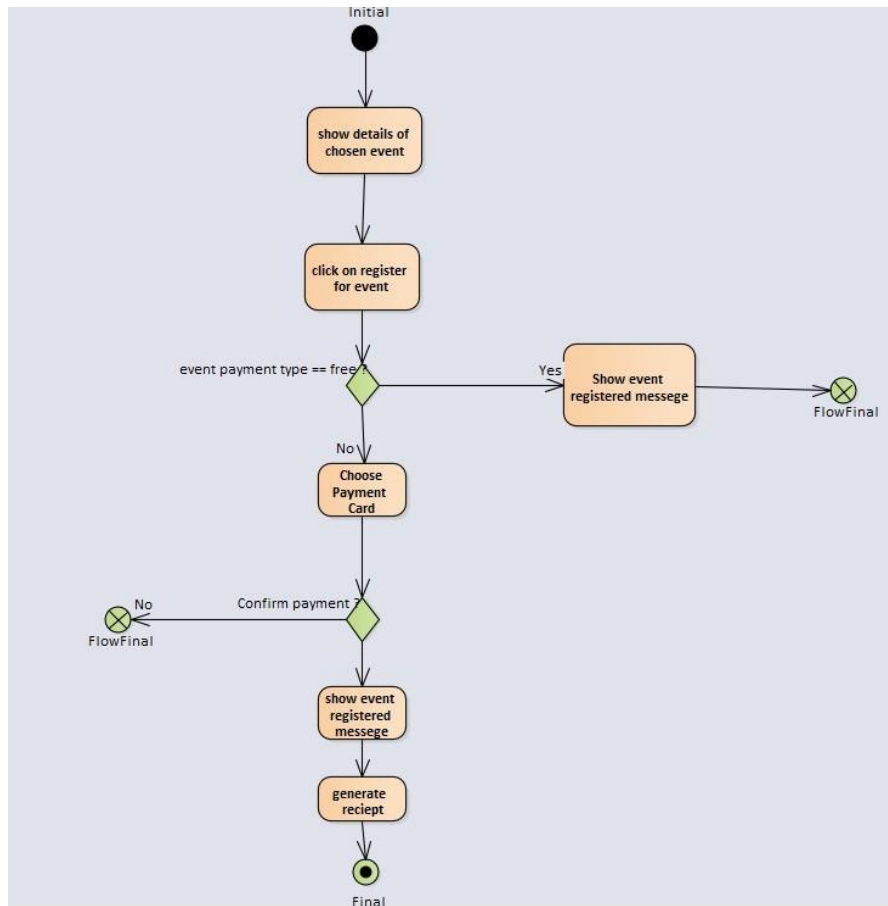 Initial
show details of
chosen event
click on register
for event
event payment type == free ?
Yes
Show event
registered messege
FlowFinal
No
Choose
Payment
Card
Confirm payment ?
No
FlowFinal
show event
registered
messege
generate
reciept
Final